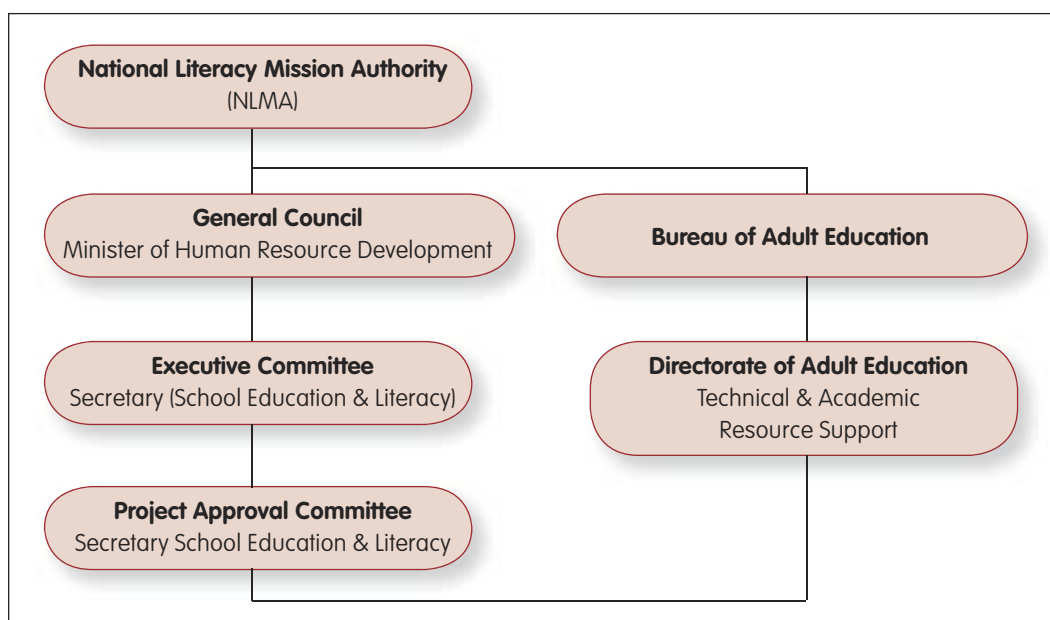 National Literacy Mission Authority
(NLMA)
General Council
Minister of Human Resource Development
Bureau of Adult Education
Executive Committee
Secretary (School Education & Literacy)
Directorate of Adult Education
Technical & Academic
Resource Support
Project Approval Committee
Secretary School Education & Literacy